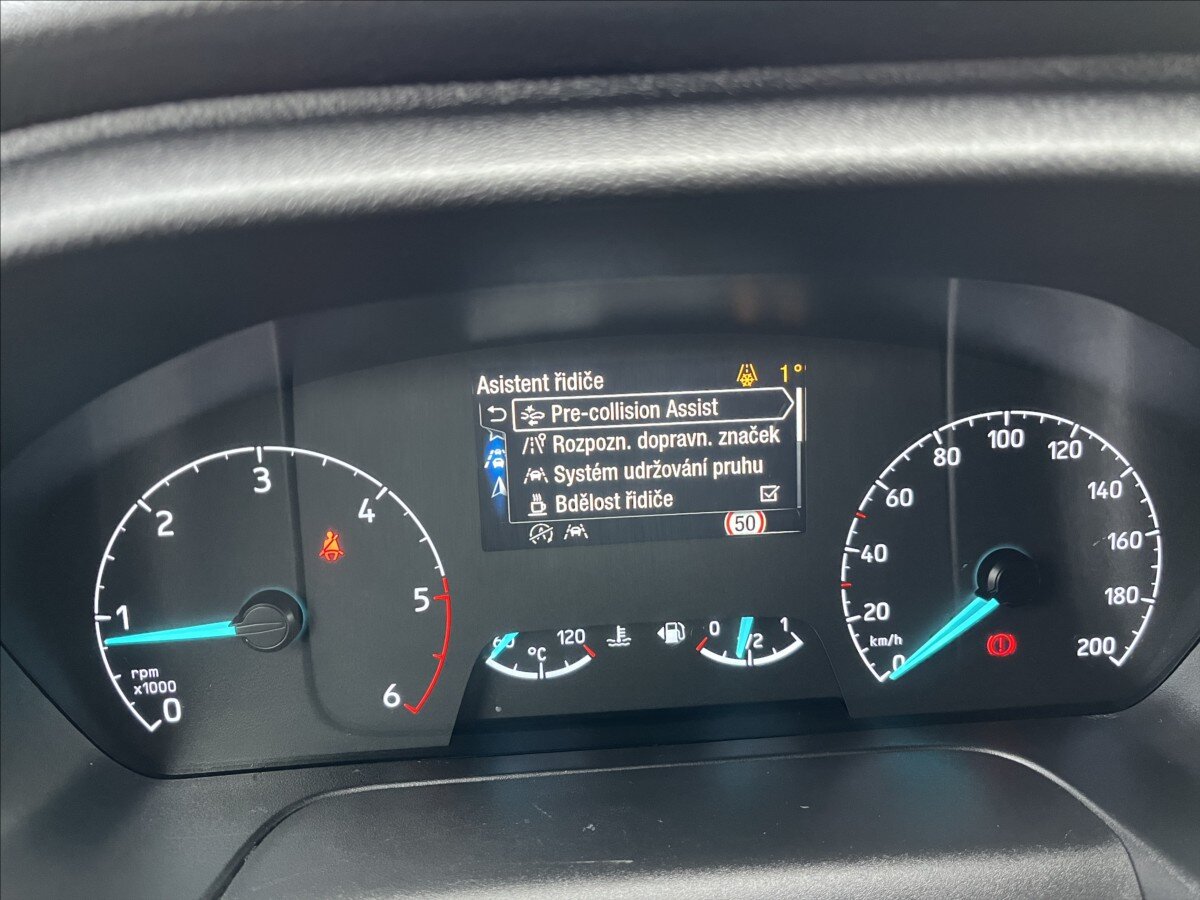 Asistent řidiče 1°
Pre-collision Assist
Rozpozn. dopravn. značek
Systém udržování pruhu
Bdělost řidiče
50
0
1
2
3
4
5
6
rpm
x1000
60
°C
120
0
1/2
1
0
20
40
60
80
100
120
140
160
180
200
km/h